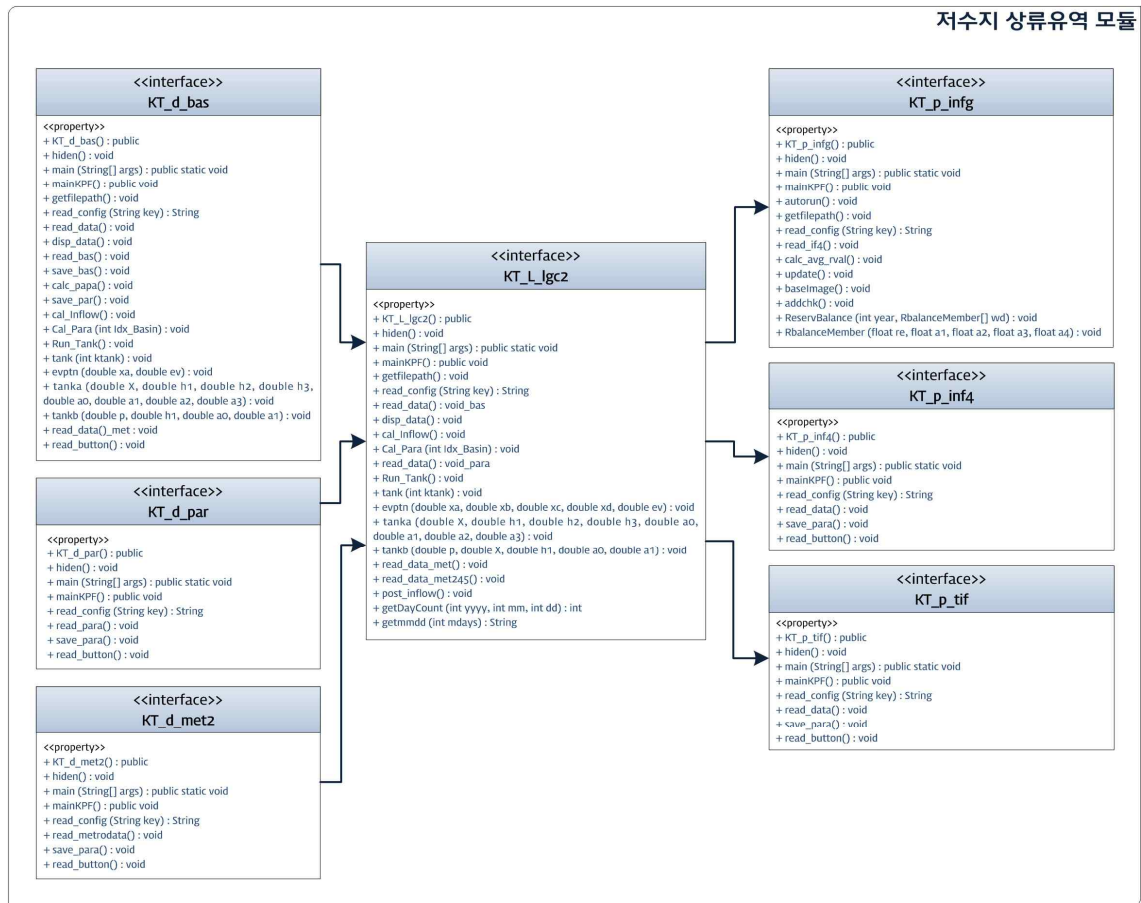 저수지 상류유역 모듈
<<interface>>
KT_d_bas
<<property>>
+ KT_d_bas() : public
+ hiden() : void
+ main (String[] args) : public static void
+ mainKPF() : public void
+ getfilepath() : void
+ read_config (String key) : String
+ read_data() : void
+ disp_data() : void
+ read_bas() : void
+ save_bas() : void
+ calc_papa() : void
+ save_par() : void
+ cal_Inflow() : void
+ Cal_Para (int Idx_Basin) : void
+ Run_Tank() : void
+ tank (int ktank) : void
+ evptn (double xa, double ev) : void
+ tanka (double X, double h1, double h2, double h3,
double a0, double a1, double a2, double a3) : void
+ tankb (double p, double h1, double a0, double a1) : void
+ read_data()_met : void
+ read_button() : void
<<interface>>
KT_d_par
<<property>>
+ KT_d_par() : public
+ hiden() : void
+ main (String[] args) : public static void
+ mainKPF() : public void
+ read_config (String key) : String
+ read_para() : void
+ save_para() : void
+ read_button() : void
<<interface>>
KT_d_met2
<<property>>
+ KT_d_met2() : public
+ hiden() : void
+ main (String[] args) : public static void
+ mainKPF() : public void
+ read_config (String key) : String
+ read_metrodata() : void
+ save_para() : void
+ read_button() : void
<<interface>>
KT_L_lgc2
<<property>>
+ KT_L_lgc2() : public
+ hiden() : void
+ main (String[] args) : public static void
+ mainKPF() : public void
+ getfilepath() : void
+ read_config (String key) : String
+ read_data() : void_bas
+ disp_data() : void
+ cal_Inflow() : void
+ Cal_Para (int Idx_Basin) : void
+ read_data() : void_para
+ Run_Tank() : void
+ tank (int ktank) : void
+ evptn (double xa, double xb, double xc, double xd, double ev) : void
+ tanka (double X, double h1, double h2, double h3, double a0,
double a1, double a2, double a3) : void
+ tankb (double p, double X, double h1, double a0, double a1) : void
+ read_data_met() : void
+ read_data_met245() : void
+ post_inflow() : void
+ getDayCount (int yyyy, int mm, int dd) : int
+ getmmdd (int mdays) : String
<<interface>>
KT_p_infg
<<property>>
+ KT_p_infg() : public
+ hiden() : void
+ main (String[] args) : public static void
+ mainKPF() : public void
+ autorun() : void
+ getfilepath() : void
+ read_config (String key) : String
+ read_if4() : void
+ calc_avg_rval() : void
+ update() : void
+ baseImage() : void
+ addchk() : void
+ ReservBalance (int year, RbalanceMember[] wd) : void
+ RbalanceMember (float re, float a1, float a2, float a3, float a4) : void
<<interface>>
KT_p_inf4
<<property>>
+ KT_p_inf4() : public
+ hiden() : void
+ main (String[] args) : public static void
+ mainKPF() : public void
+ read_config (String key) : String
+ read_data() : void
+ save_para() : void
+ read_button() : void
<<interface>>
KT_p_tif
<<property>>
+ KT_p_tif() : public
+ hiden() : void
+ main (String[] args) : public static void
+ mainKPF() : public void
+ read_config (String key) : String
+ read_data() : void
+ save_para() : void
+ read_button() : void